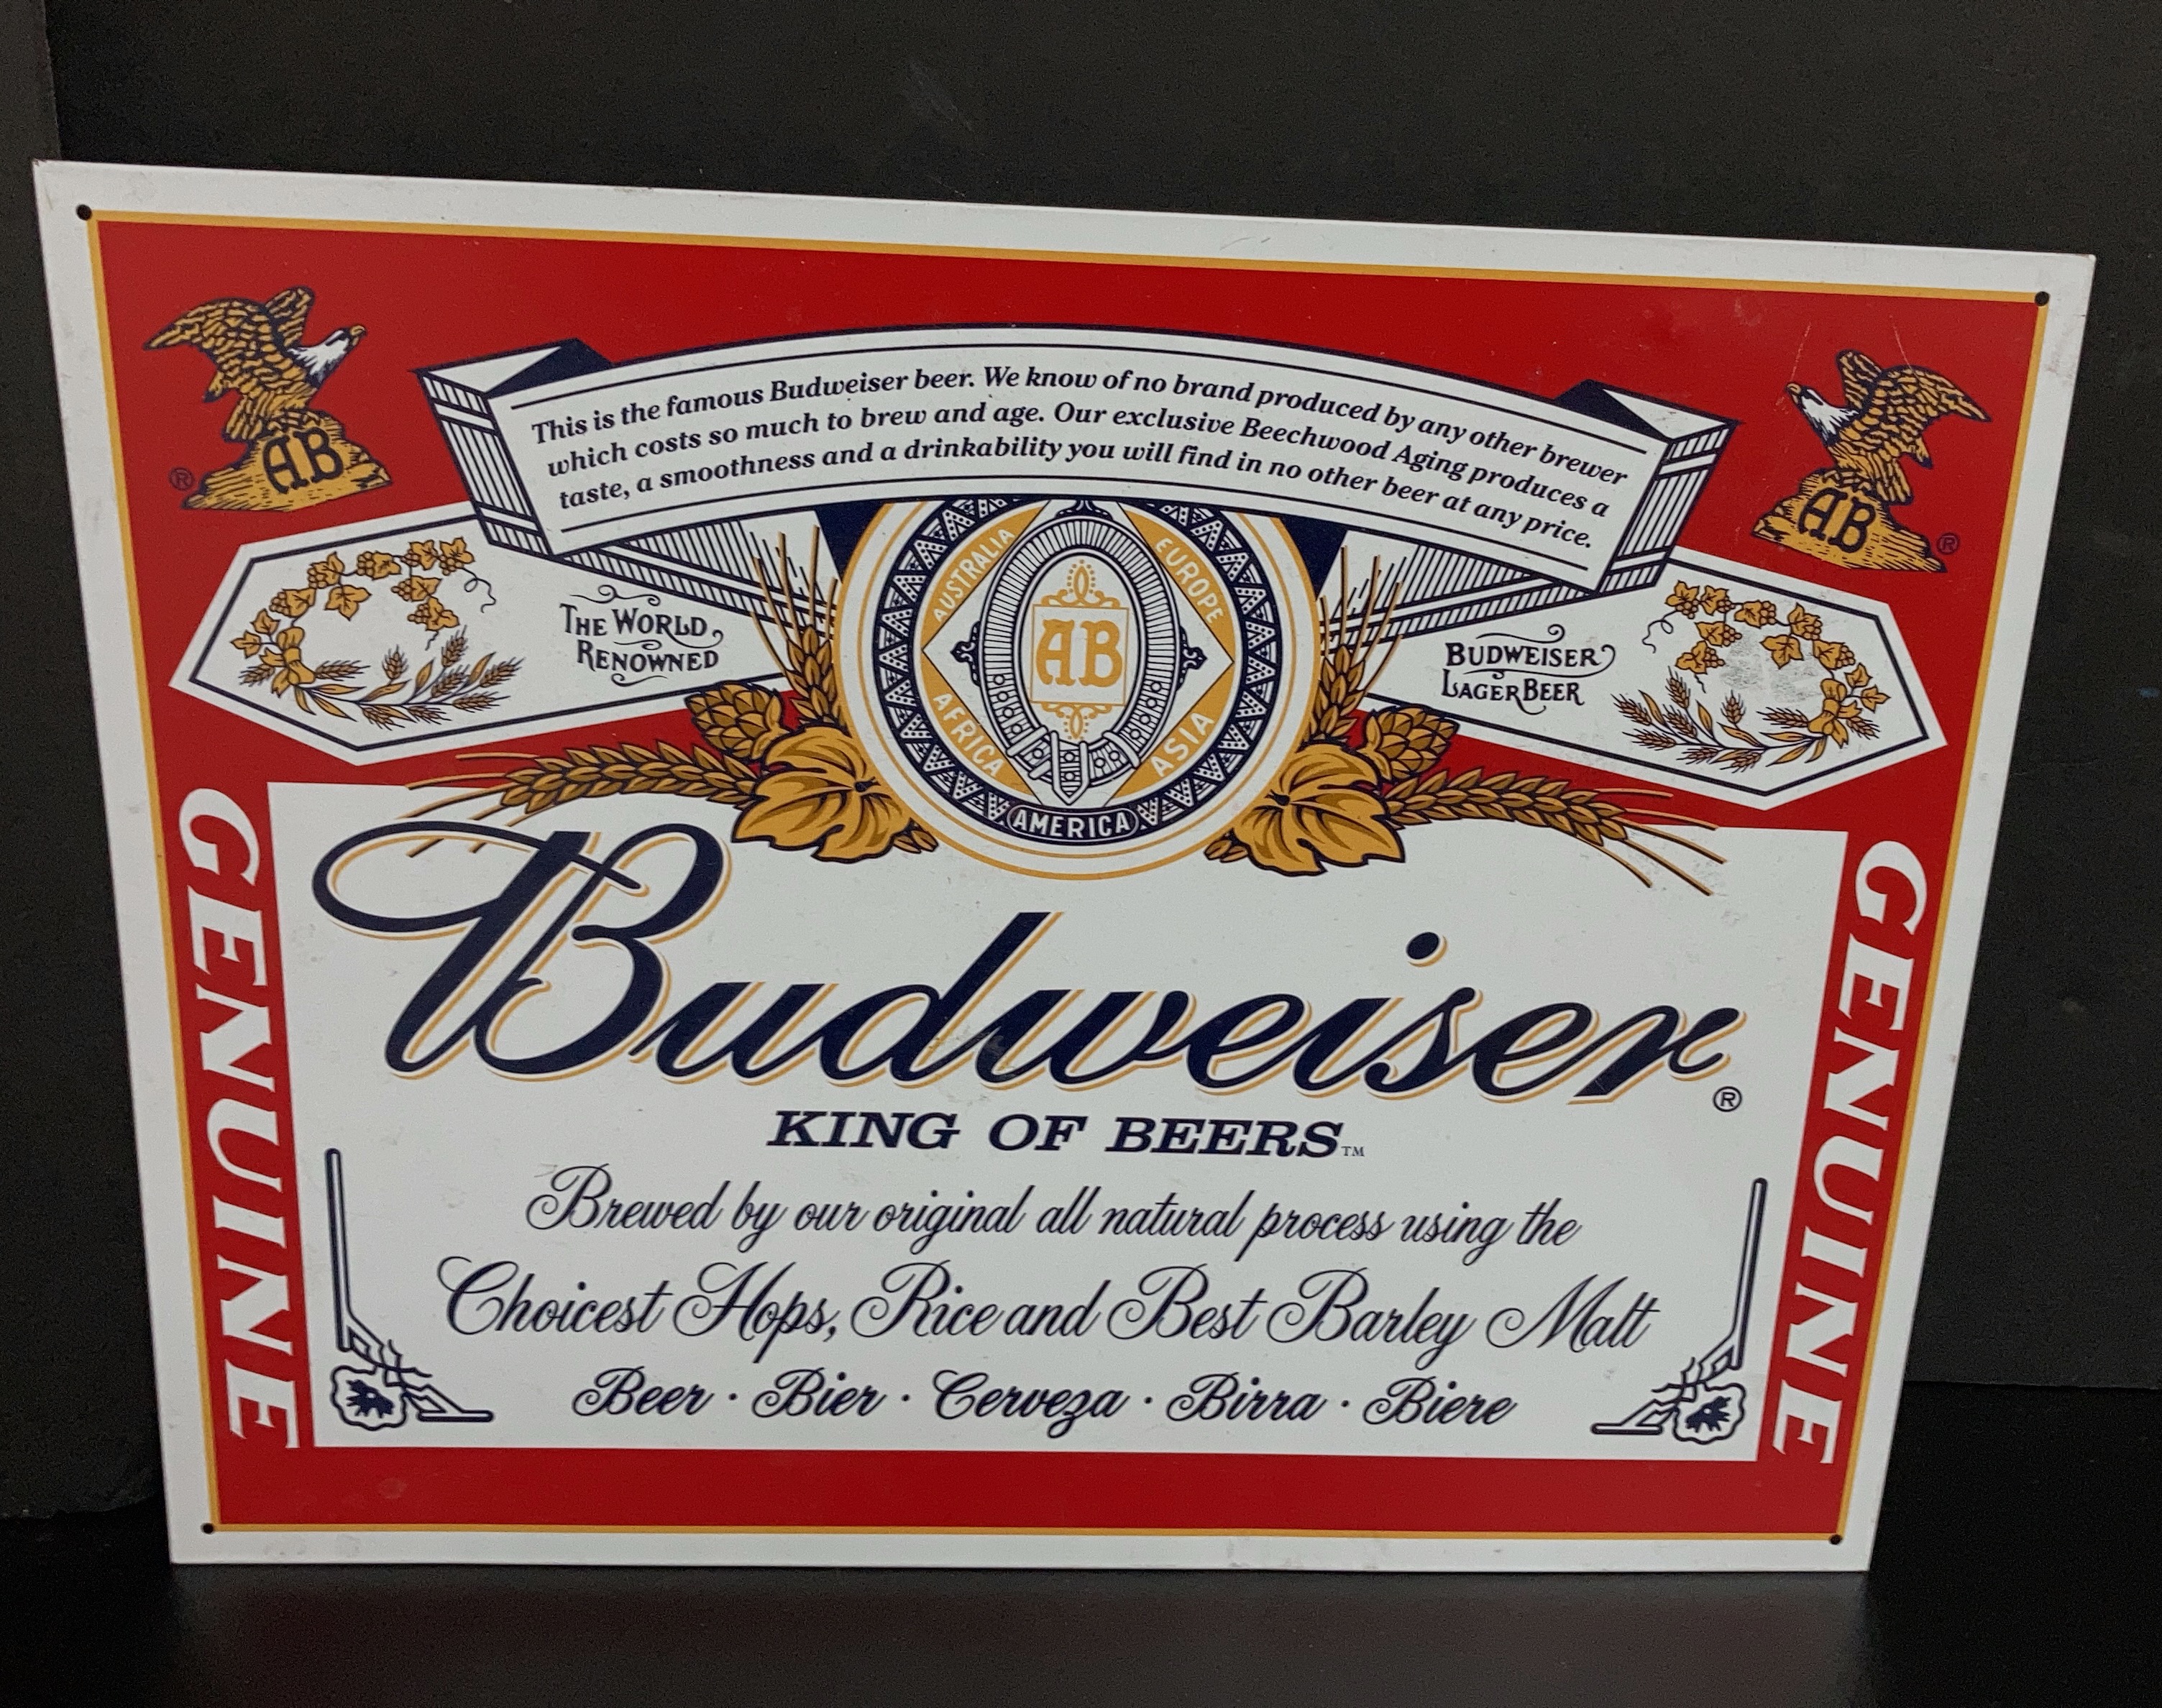 This is the famous Budweiser beer. We know of no brand produced by any other brewer
which costs so much to brew and age. Our exclusive Beechwood Aging produces a
taste, a smoothness and a drinkability you will find in no other beer at any price.
AB
®
AB
®
THE WORLD
RENOWNED
AUSTRALIA
EUROPE
AB
AFRICA
ASIA
AMERICA
BUDWEISER
LAGER BEER
GENUINE
GENUINE
Budweiser®
KING OF BEERS™
Brewed by our original all natural process using the
Choicest Hops, Rice and Best Barley Malt
Beer · Bier · Cerveza · Birra · Biere